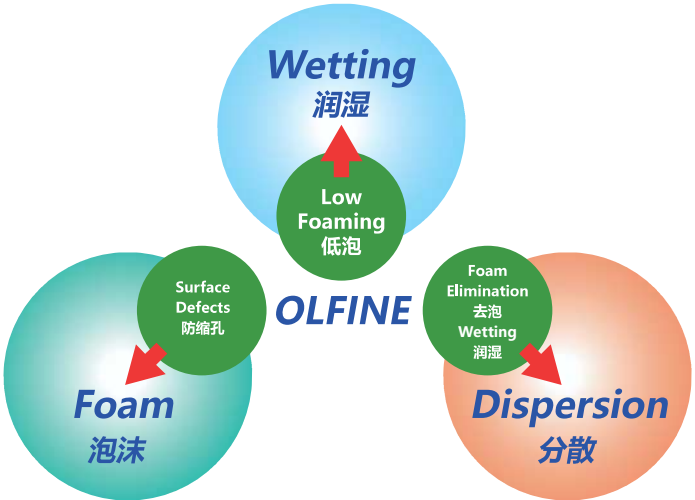 Wetting
润湿
Low
Foaming
低泡
OLFINE
Surface
Defects
防缩孔
Foam
泡沫
Foam
Elimination
去泡
Wetting
润湿
Dispersion
分散